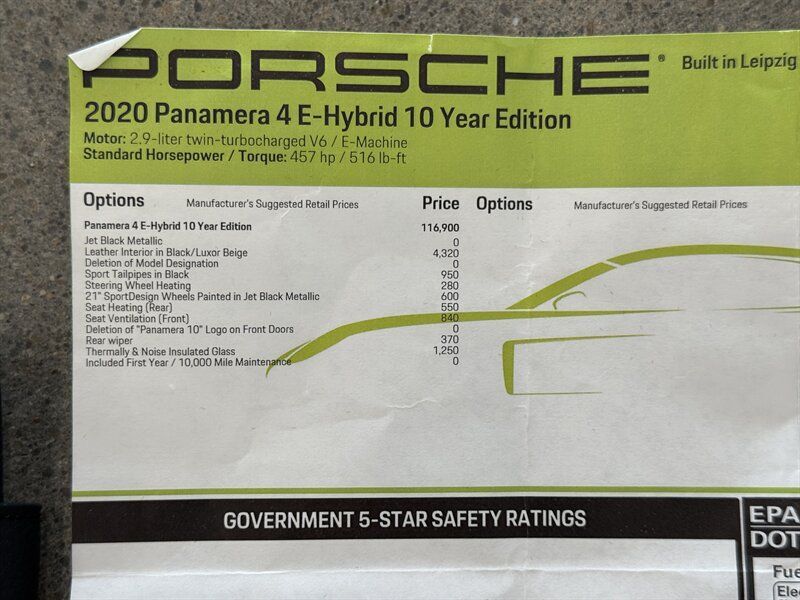 PORSCHE® Built in Leipzig
2020 Panamera 4 E-Hybrid 10 Year Edition
Motor: 2.9-liter twin-turbocharged V6 / E-Machine
Standard Horsepower / Torque: 457 hp / 516 lb-ft
Options Manufacturer's Suggested Retail Prices Price Options Manufacturer's Suggested Retail Prices
Panamera 4 E-Hybrid 10 Year Edition 116,900
Jet Black Metallic 0
Leather Interior in Black/Luxor Beige 4,320
Deletion of Model Designation 0
Sport Tailpipes in Black 950
Steering Wheel Heating 280
21" SportDesign Wheels Painted in Jet Black Metallic 600
Seat Heating (Rear) 550
Seat Ventilation (Front) 840
Deletion of "Panamera 10" Logo on Front Doors 0
Rear wiper 370
Thermally & Noise Insulated Glass 1,250
Included First Year / 10,000 Mile Maintenance 0
GOVERNMENT 5-STAR SAFETY RATINGS
EPA
DOT
Fue
Elec